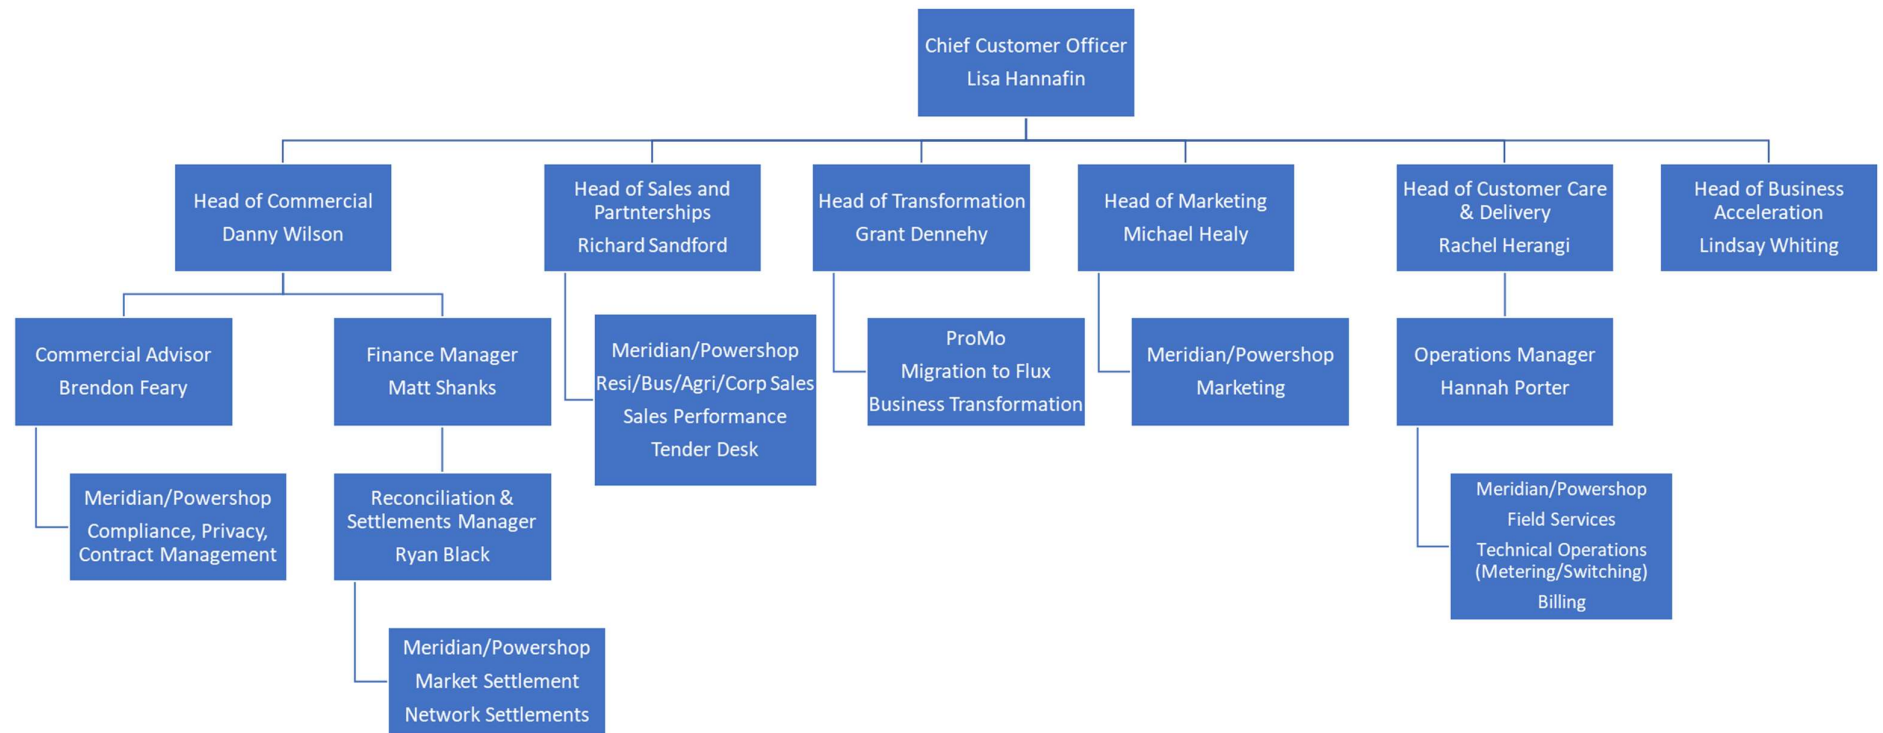 Chief Customer Officer
Lisa Hannafin
Head of Commercial
Danny Wilson
Head of Sales and
Partnterships
Richard Sandford
Head of Transformation
Grant Dennehy
Head of Marketing
Michael Healy
Head of Customer Care
& Delivery
Rachel Herangi
Head of Business
Acceleration
Lindsay Whiting
Commercial Advisor
Brendon Feary
Finance Manager
Matt Shanks
Meridian/Powershop
Resi/Bus/Agri/Corp Sales
Sales Performance
Tender Desk
ProMo
Migration to Flux
Business Transformation
Meridian/Powershop
Marketing
Operations Manager
Hannah Porter
Meridian/Powershop
Compliance, Privacy,
Contract Management
Reconciliation &
Settlements Manager
Ryan Black
Meridian/Powershop
Field Services
Technical Operations
(Metering/Switching)
Billing
Meridian/Powershop
Market Settlement
Network Settlements